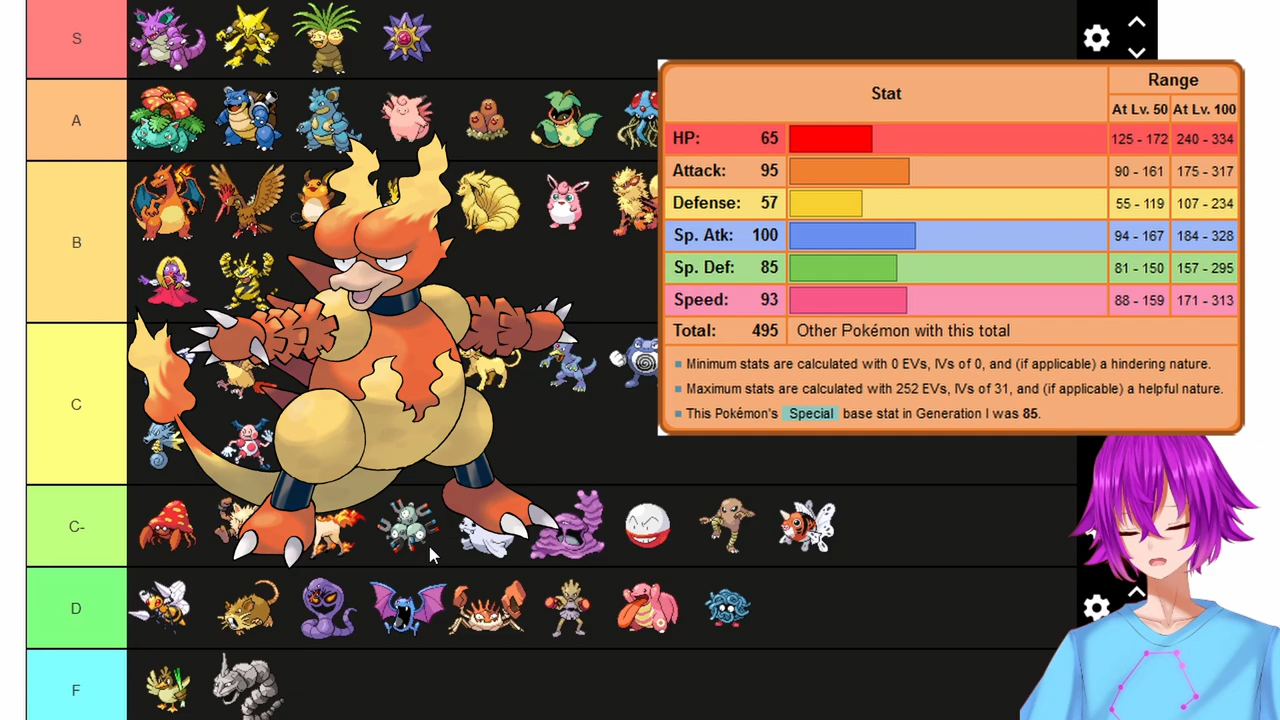 S
A
B
C
C-
D
F
Stat Range
At Lv. 50 At Lv. 100
HP: 65 125 - 172 240 - 334
Attack: 95 90 - 161 175 - 317
Defense: 57 55 - 119 107 - 234
Sp. Atk: 100 94 - 167 184 - 328
Sp. Def: 85 81 - 150 157 - 295
Speed: 93 88 - 159 171 - 313
Total: 495 Other Pokémon with this total
Minimum stats are calculated with 0 EVs, IVs of 0, and (if applicable) a hindering nature.
Maximum stats are calculated with 252 EVs, IVs of 31, and (if applicable) a helpful nature.
This Pokémon's Special base stat in Generation I was 85.